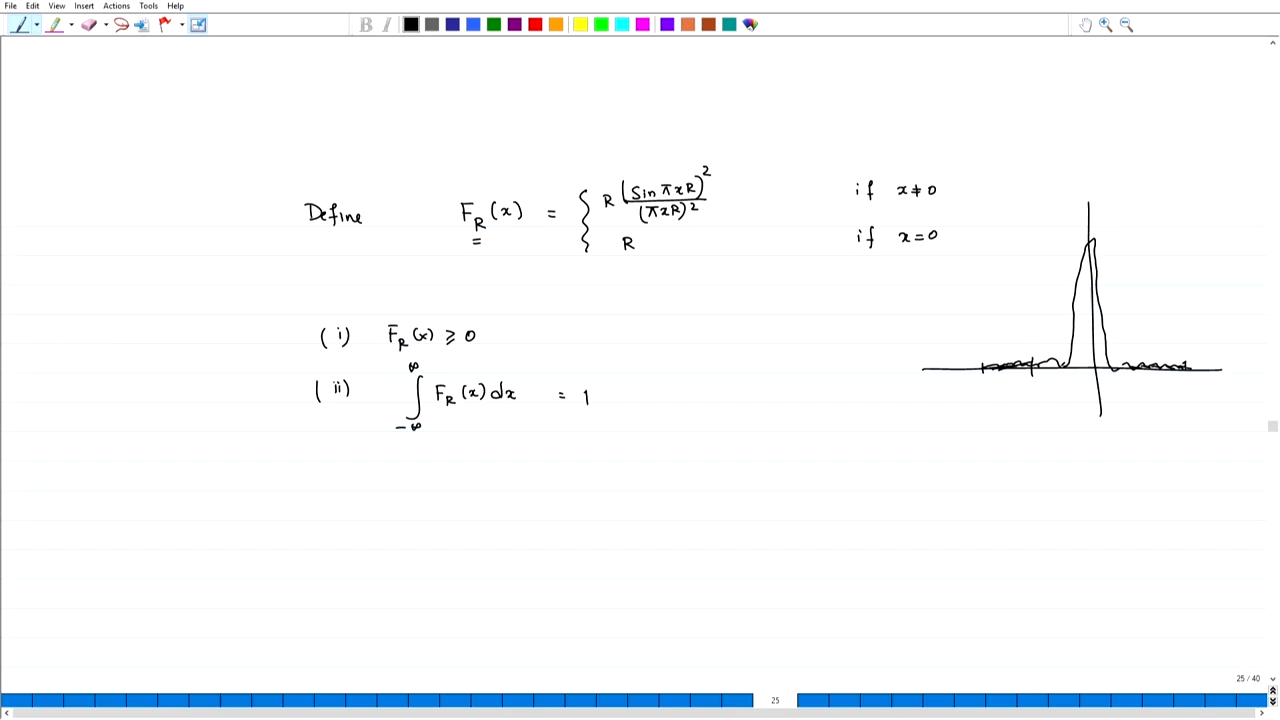 File Edit View Insert Actions Tools Help
B I
Define F_R(x) = { R (Sin πxR)^2 / (πxR)^2 if x≠0
R if x=0
(i) F_R(x) ⩾ 0
(ii) ∫_{-∞}^{∞} F_R(x) dx = 1
25 / 40
25